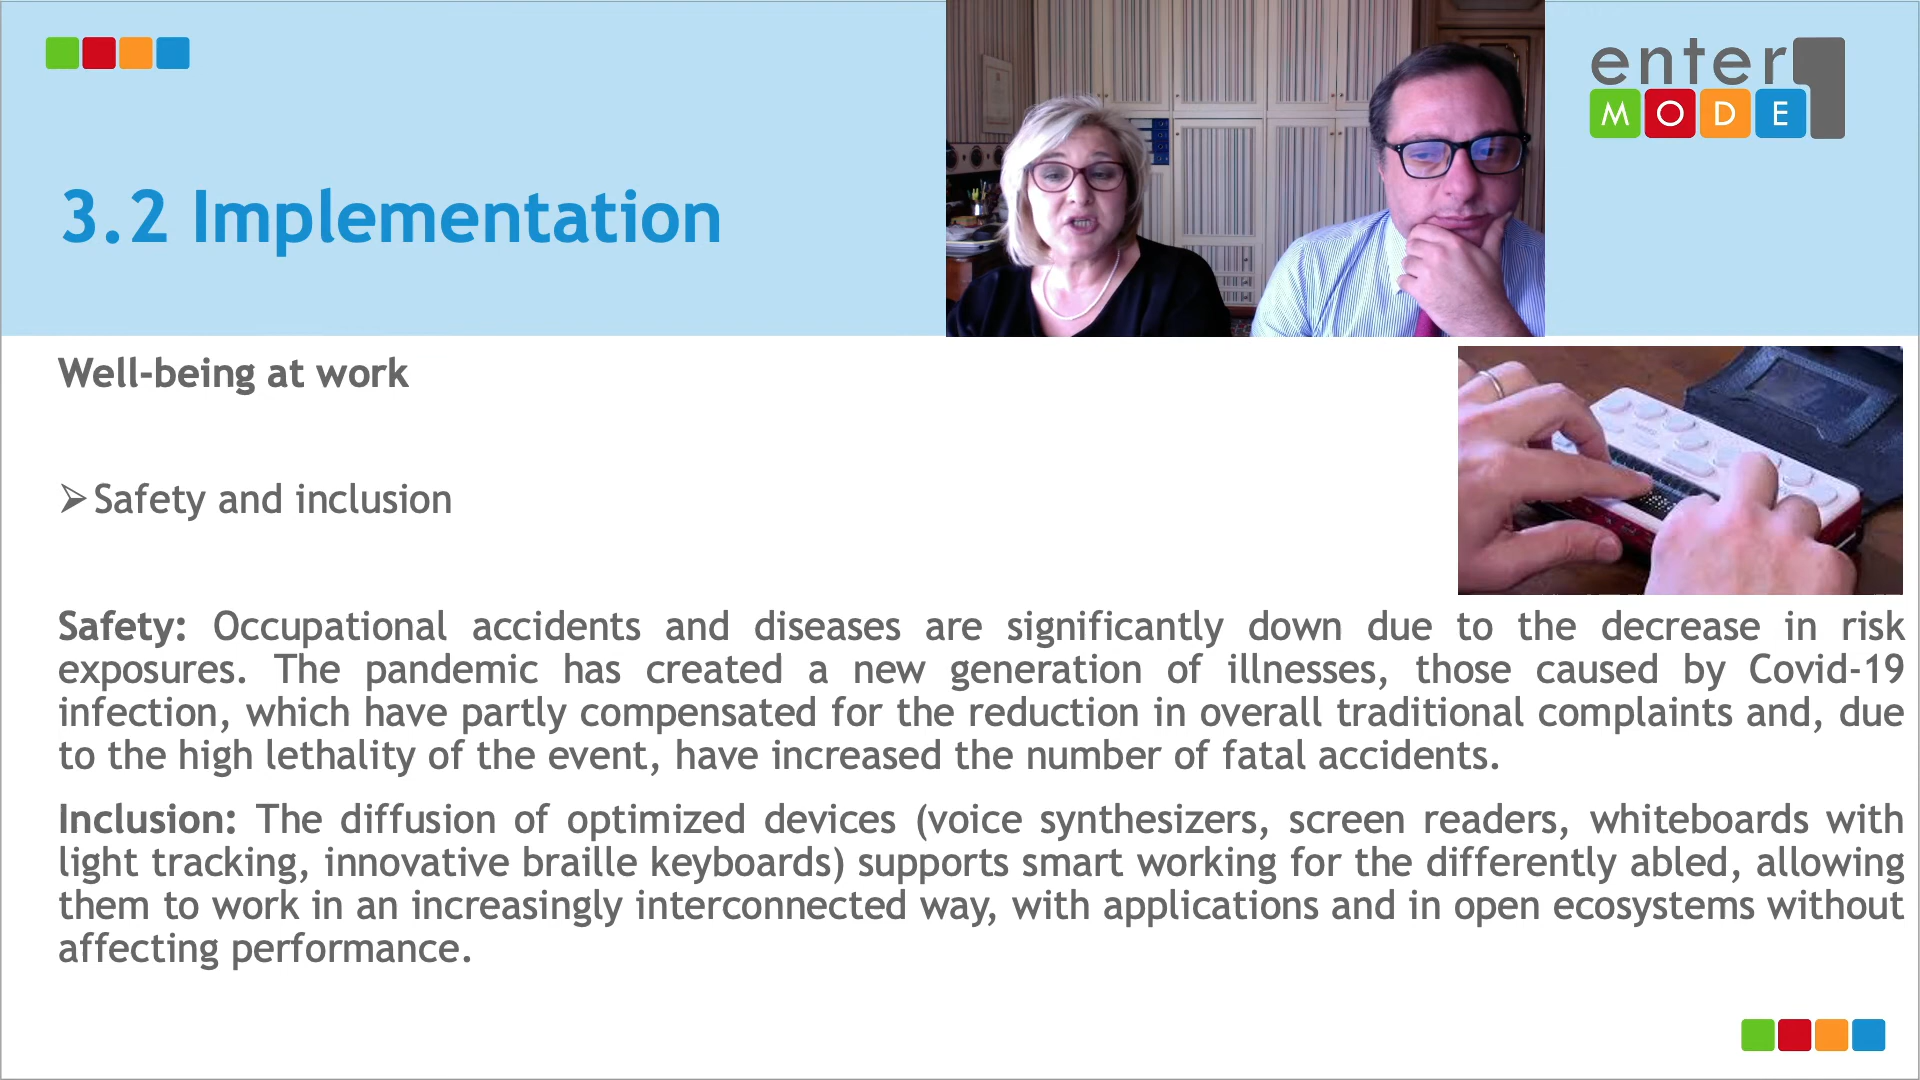 enter
MODE
3.2 Implementation
Well-being at work
➢Safety and inclusion
Safety: Occupational accidents and diseases are significantly down due to the decrease in risk
exposures. The pandemic has created a new generation of illnesses, those caused by Covid-19
infection, which have partly compensated for the reduction in overall traditional complaints and, due
to the high lethality of the event, have increased the number of fatal accidents.
Inclusion: The diffusion of optimized devices (voice synthesizers, screen readers, whiteboards with
light tracking, innovative braille keyboards) supports smart working for the differently abled, allowing
them to work in an increasingly interconnected way, with applications and in open ecosystems without
affecting performance.